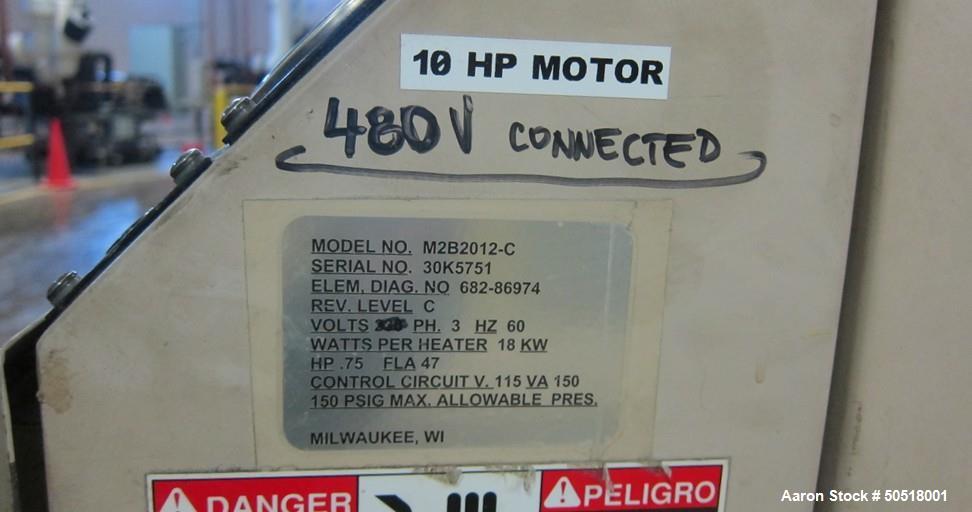 10 HP MOTOR
480V CONNECTED
MODEL NO. M2B2012-C
SERIAL NO. 30K5751
ELEM, DIAG. NO 682-86974
REV. LEVEL C
VOLTS PH. 3 HZ 60
WATTS PER HEATER 18 KW
HP .75 FLA 47
CONTROL CIRCUIT V. 115 VA 150
150 PSIG MAX. ALLOWABLE PRES.
MILWAUKEE, WI
DANGER PELIGRO
Aaron Stock # 50518001